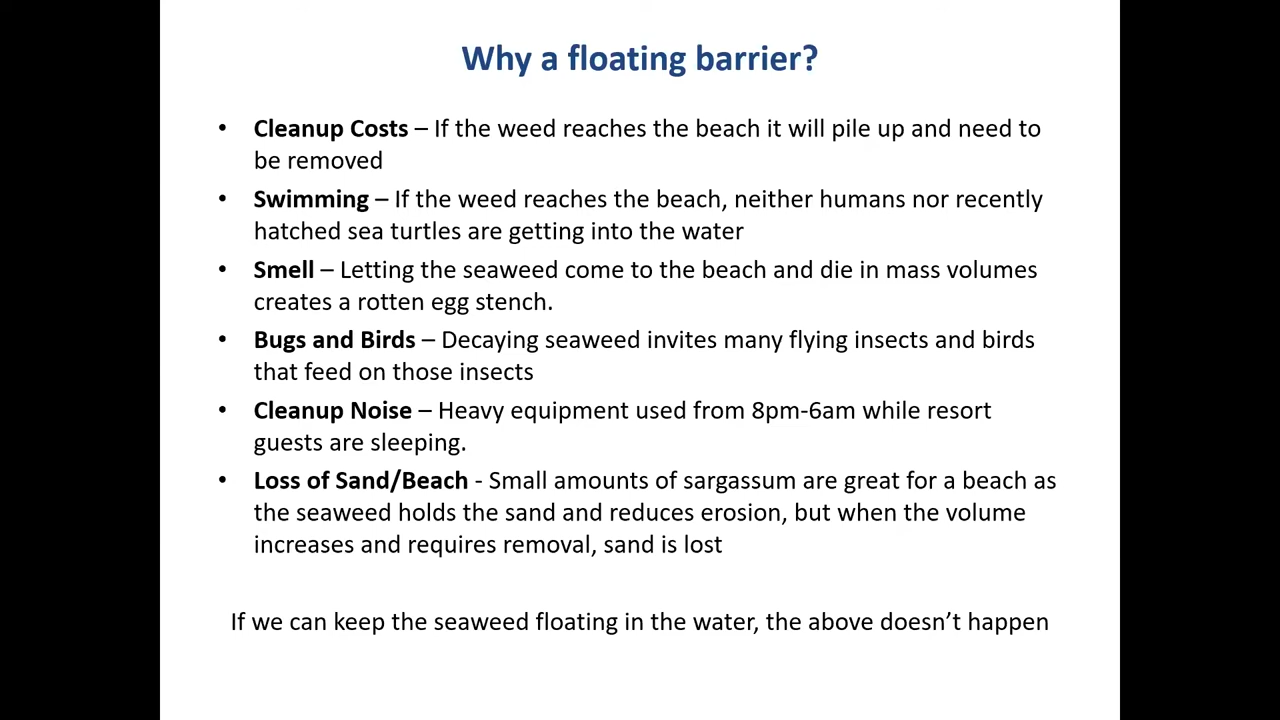 Why a floating barrier?
• Cleanup Costs – If the weed reaches the beach it will pile up and need to
be removed
• Swimming – If the weed reaches the beach, neither humans nor recently
hatched sea turtles are getting into the water
• Smell – Letting the seaweed come to the beach and die in mass volumes
creates a rotten egg stench.
• Bugs and Birds – Decaying seaweed invites many flying insects and birds
that feed on those insects
• Cleanup Noise – Heavy equipment used from 8pm-6am while resort
guests are sleeping.
• Loss of Sand/Beach - Small amounts of sargassum are great for a beach as
the seaweed holds the sand and reduces erosion, but when the volume
increases and requires removal, sand is lost
If we can keep the seaweed floating in the water, the above doesn’t happen